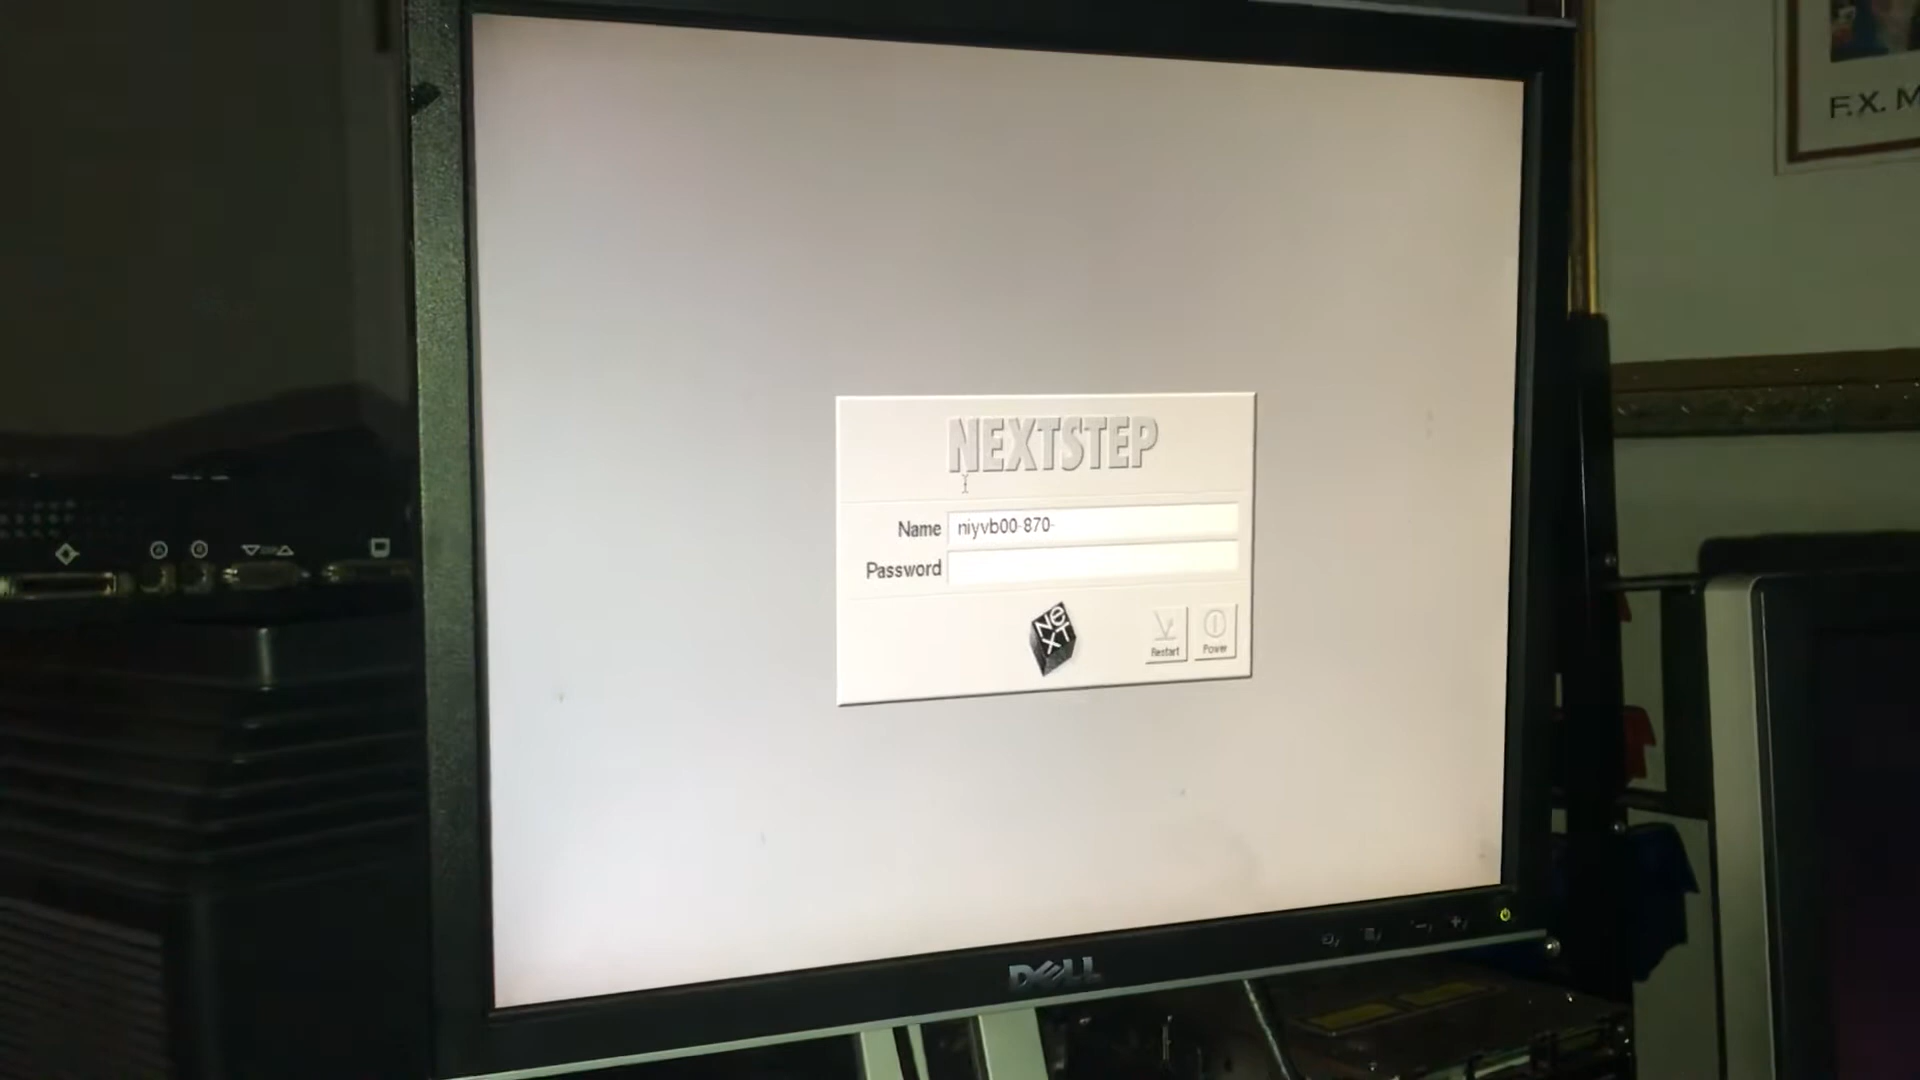 F.X. M
NEXTSTEP
Name niyvb00-870-
Password
NeXT
Restart Power
DELL